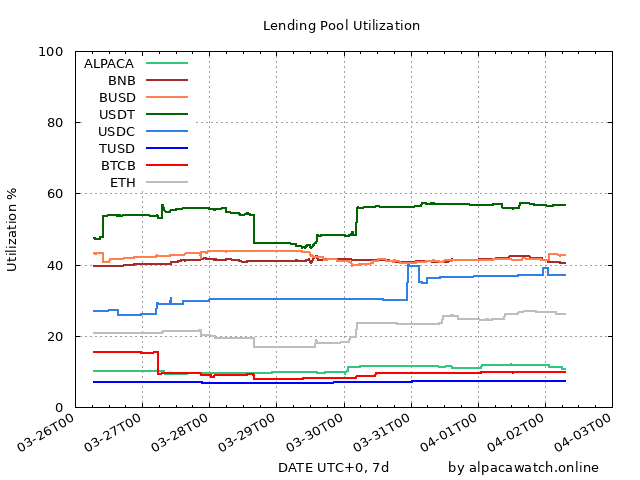 Lending Pool Utilization
100
80
60
40
20
0
Utilization %
ALPACA
BNB
BUSD
USDT
USDC
TUSD
BTCB
ETH
03-26T00
03-27T00
03-28T00
03-29T00
03-30T00
03-31T00
04-01T00
04-02T00
04-03T00
DATE UTC+0, 7d
by alpacawatch.online